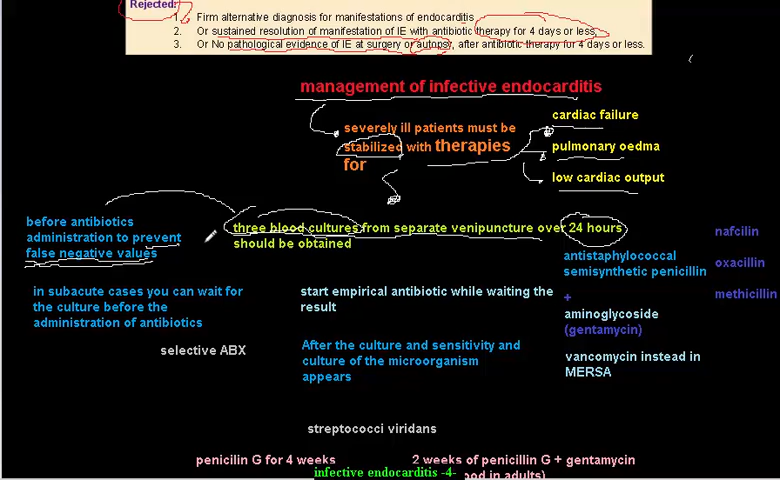 Rejected:
1. Firm alternative diagnosis for manifestations of endocarditis
2. Or sustained resolution of manifestation of IE with antibiotic therapy for 4 days or less,
3. Or No pathological evidence of IE at surgery or autopsy, after antibiotic therapy for 4 days or less.
management of infective endocarditis
severely ill patients must be
stabilized with therapies
for
cardiac failure
pulmonary oedma
low cardiac output
before antibiotics
administration to prevent
false negative values
three blood cultures from separate venipuncture over 24 hours
should be obtained
antistaphylococcal
semisynthetic penicillin
+
aminoglycoside
(gentamycin)
vancomycin instead in
MERSA
nafcilin
oxacillin
methicillin
in subacute cases you can wait for
the culture before the
administration of antibiotics
start empirical antibiotic while waiting the
result
selective ABX
After the culture and sensitivity and
culture of the microorganism
appears
streptococci viridans
penicilin G for 4 weeks
2 weeks of penicillin G + gentamycin
ood in adults)
infective endocarditis -4-